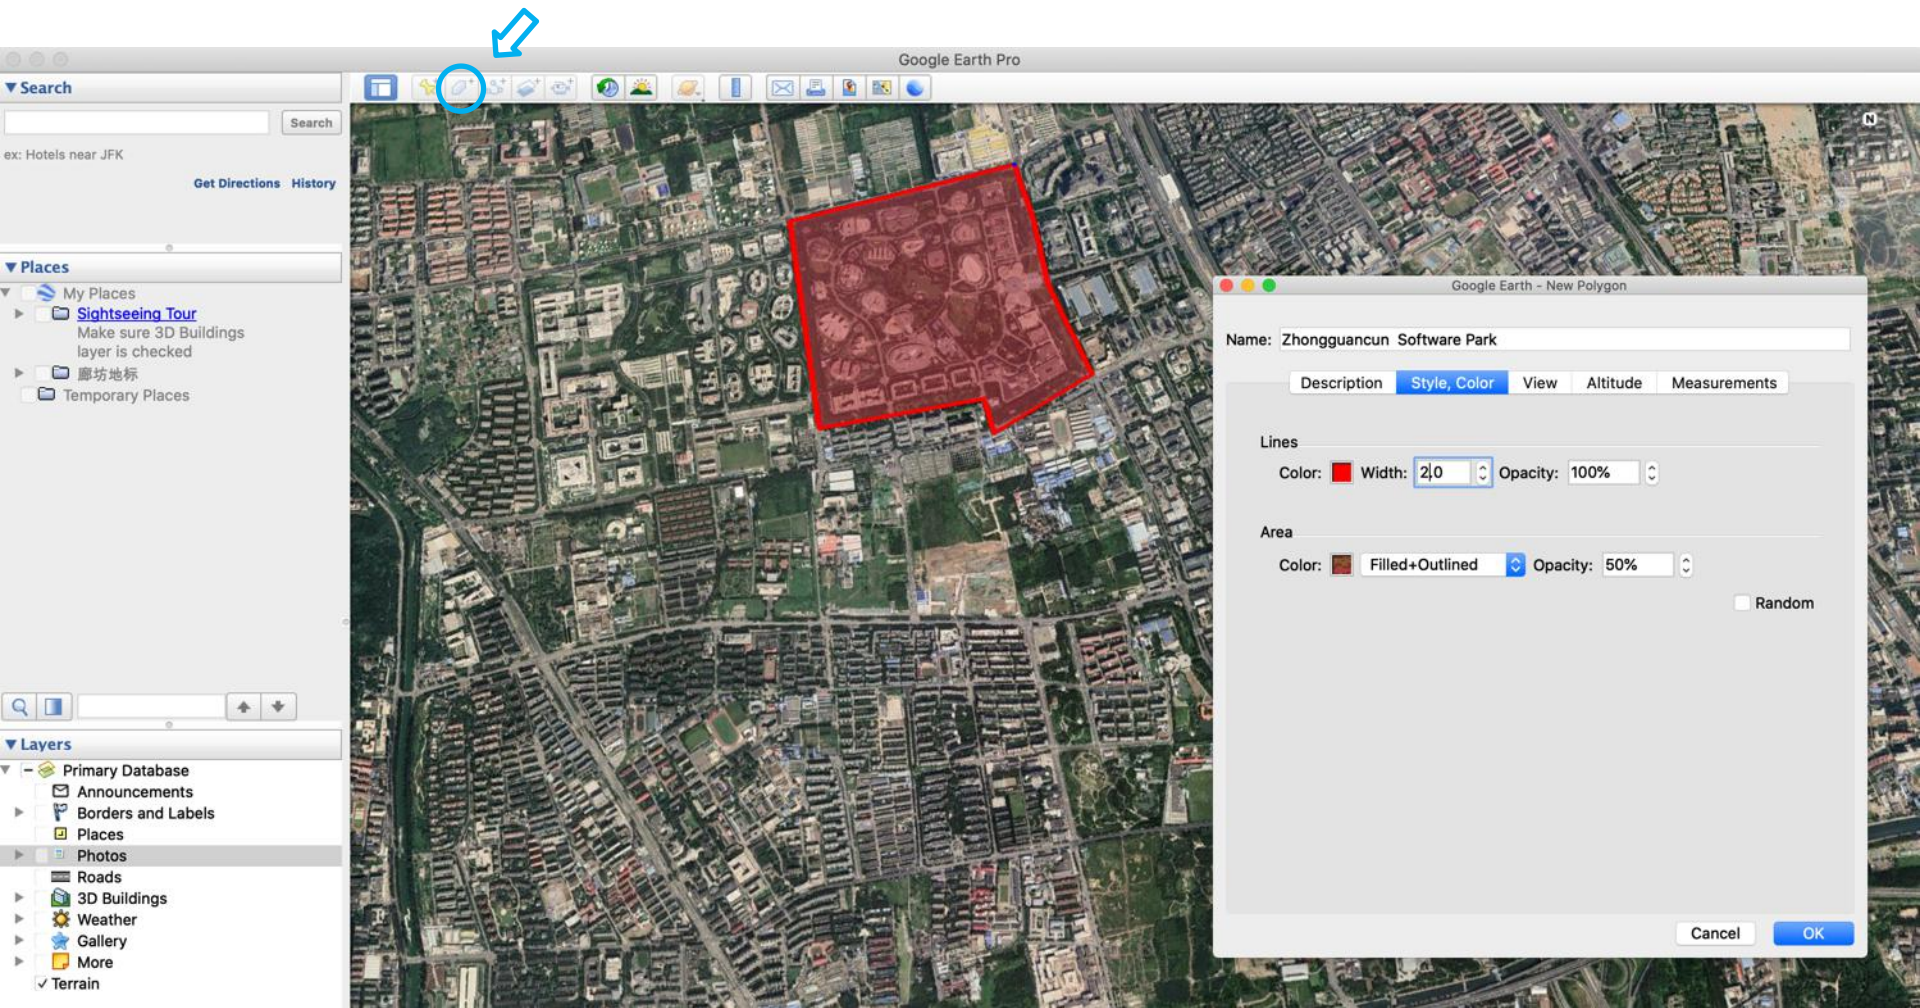 Google Earth Pro
Search
Search
ex: Hotels near JFK
Get Directions History
Places
My Places
Sightseeing Tour
Make sure 3D Buildings
layer is checked
廊坊地标
Temporary Places
Layers
Primary Database
Announcements
Borders and Labels
Places
Photos
Roads
3D Buildings
Weather
Gallery
More
Terrain
N
Google Earth - New Polygon
Name: Zhongguancun Software Park
Description Style, Color View Altitude Measurements
Lines
Color: Width: 2.0 Opacity: 100%
Area
Color: Filled+Outlined Opacity: 50%
Random
Cancel OK